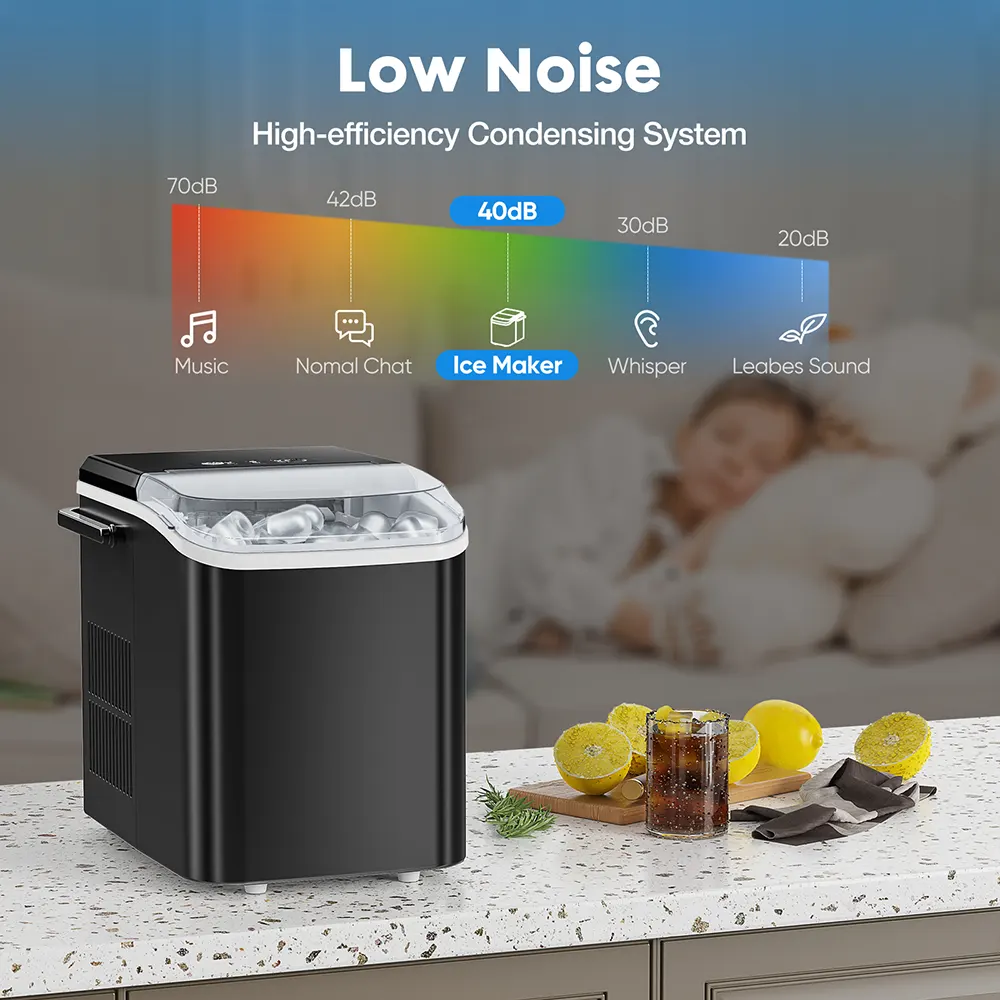 Low Noise
High-efficiency Condensing System
70dB
42dB
40dB
30dB
20dB
Music
Nomal Chat
Ice Maker
Whisper
Leabes Sound